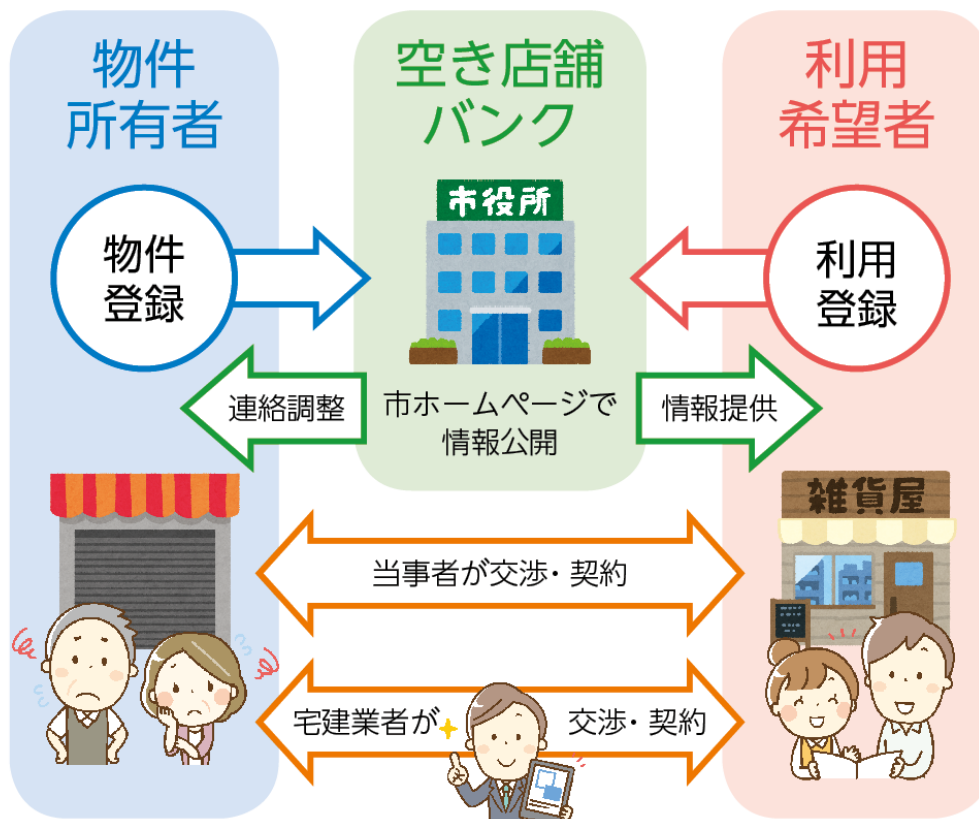 物件
所有者
空き店舗
バンク
利用
希望者
市役所
物件
登録
利用
登録
連絡調整
市ホームページで
情報公開
情報提供
雑貨屋
当事者が交渉・契約
宅建業者が
交渉・契約